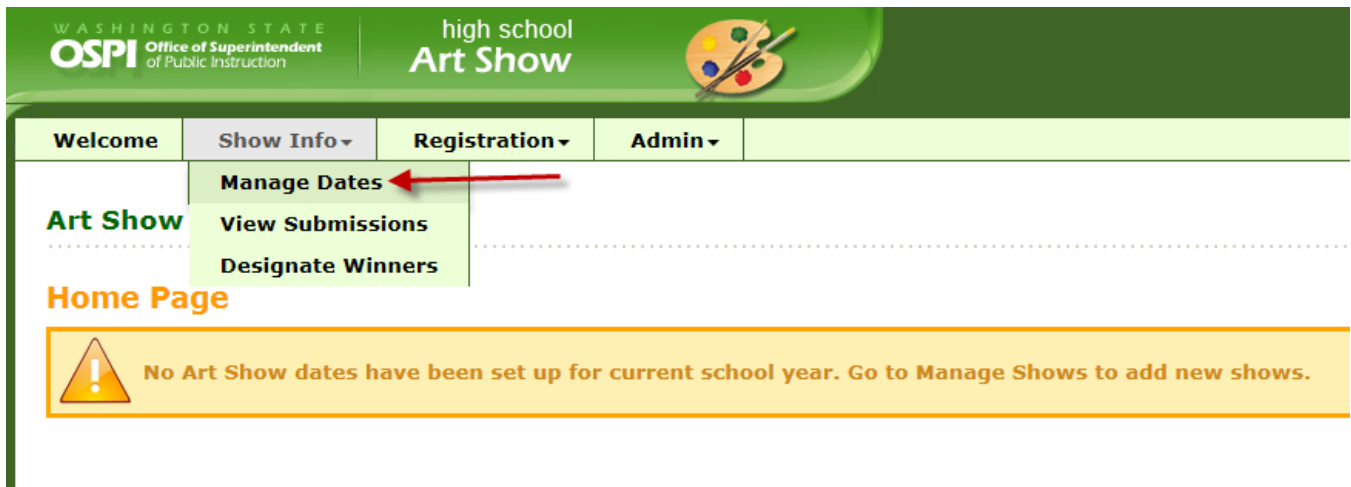 WASHINGTON STATE
OSPI Office of Superintendent
of Public Instruction
high school
Art Show
Welcome Show Info Registration Admin
Manage Dates
View Submissions
Designate Winners
Art Show
Home Page
No Art Show dates have been set up for current school year. Go to Manage Shows to add new shows.